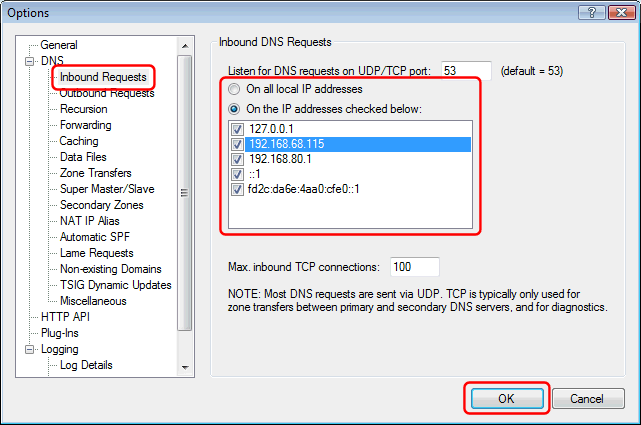 Options
General
DNS
Inbound Requests
Outbound Requests
Recursion
Forwarding
Caching
Data Files
Zone Transfers
Super Master/Slave
Secondary Zones
NAT IP Alias
Automatic SPF
Lame Requests
Non-existing Domains
TSIG Dynamic Updates
Miscellaneous
HTTP API
Plug-Ins
Logging
Log Details
Inbound DNS Requests
Listen for DNS requests on UDP/TCP port: 53 (default = 53)
On all local IP addresses
On the IP addresses checked below:
127.0.0.1
192.168.68.115
192.168.80.1
::1
fd2c:da6e:4aa0:cfe0::1
Max. inbound TCP connections: 100
NOTE: Most DNS requests are sent via UDP. TCP is typically only used for
zone transfers between primary and secondary DNS servers, and for diagnostics.
OK Cancel